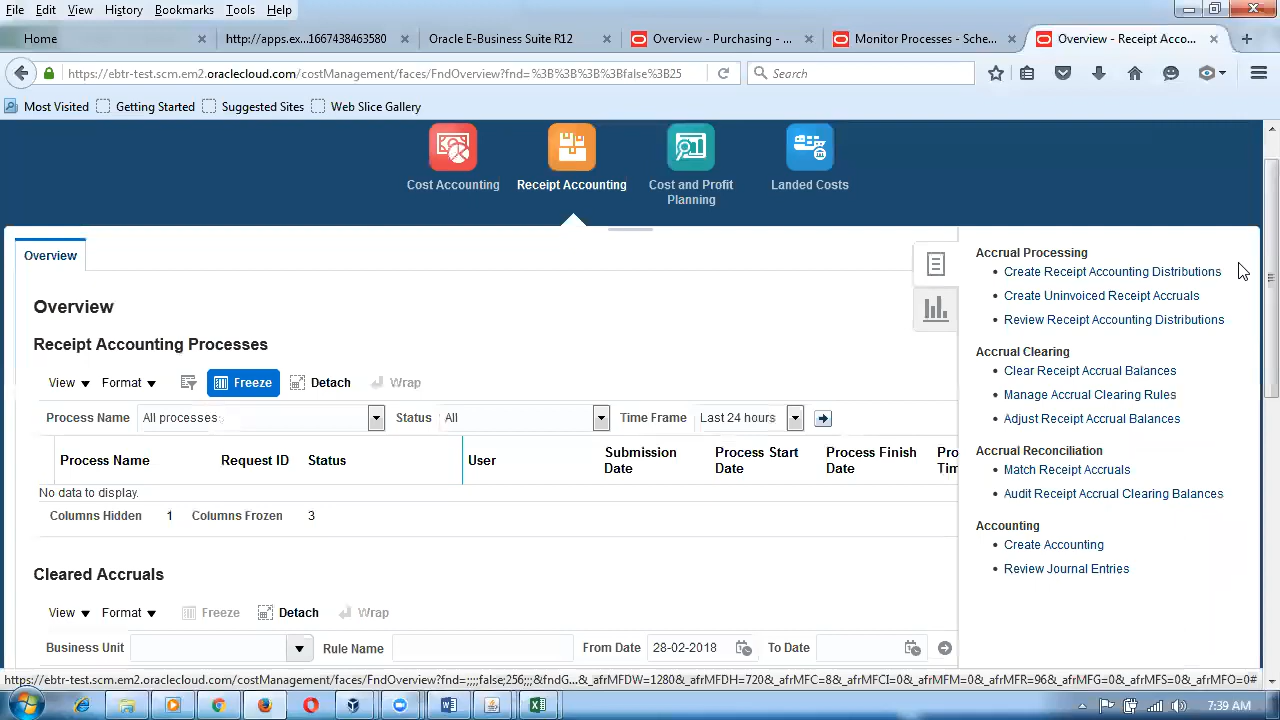 File Edit View History Bookmarks Tools Help
Home
http://apps.ex...1667438463580
Oracle E-Business Suite R12
Overview - Purchasing -...
Monitor Processes - Sche...
Overview - Receipt Acco...
https://ebtr-test.scm.em2.oraclecloud.com/costManagement/faces/FndOverview?fnd=%3B%3B%3B%3Bfalse%3B25
Search
Most Visited Getting Started Suggested Sites Web Slice Gallery
Cost Accounting
Receipt Accounting
Cost and Profit
Planning
Landed Costs
Overview
Overview
Receipt Accounting Processes
View Format Freeze Detach Wrap
Process Name All processes Status All Time Frame Last 24 hours
Process Name Request ID Status User
Submission
Date
Process Start
Date
Process Finish
Date
Pro
Tim
No data to display.
Columns Hidden 1 Columns Frozen 3
Cleared Accruals
View Format Freeze Detach Wrap
Business Unit Rule Name From Date 28-02-2018 To Date
Accrual Processing
• Create Receipt Accounting Distributions
• Create Uninvoiced Receipt Accruals
• Review Receipt Accounting Distributions
Accrual Clearing
• Clear Receipt Accrual Balances
• Manage Accrual Clearing Rules
• Adjust Receipt Accrual Balances
Accrual Reconciliation
• Match Receipt Accruals
• Audit Receipt Accrual Clearing Balances
Accounting
• Create Accounting
• Review Journal Entries
https://ebtr-test.scm.em2.oraclecloud.com/costManagement/faces/FndOverview?fnd=;;;;false;256;;;&fndG...&_afrMFDW=1280&_afrMFDH=720&_afrMFC=8&_afrMFCI=0&_afrMFM=0&_afrMFR=96&_afrMFG=0&_afrMFS=0&_afrMFO=0#
7:39 AM